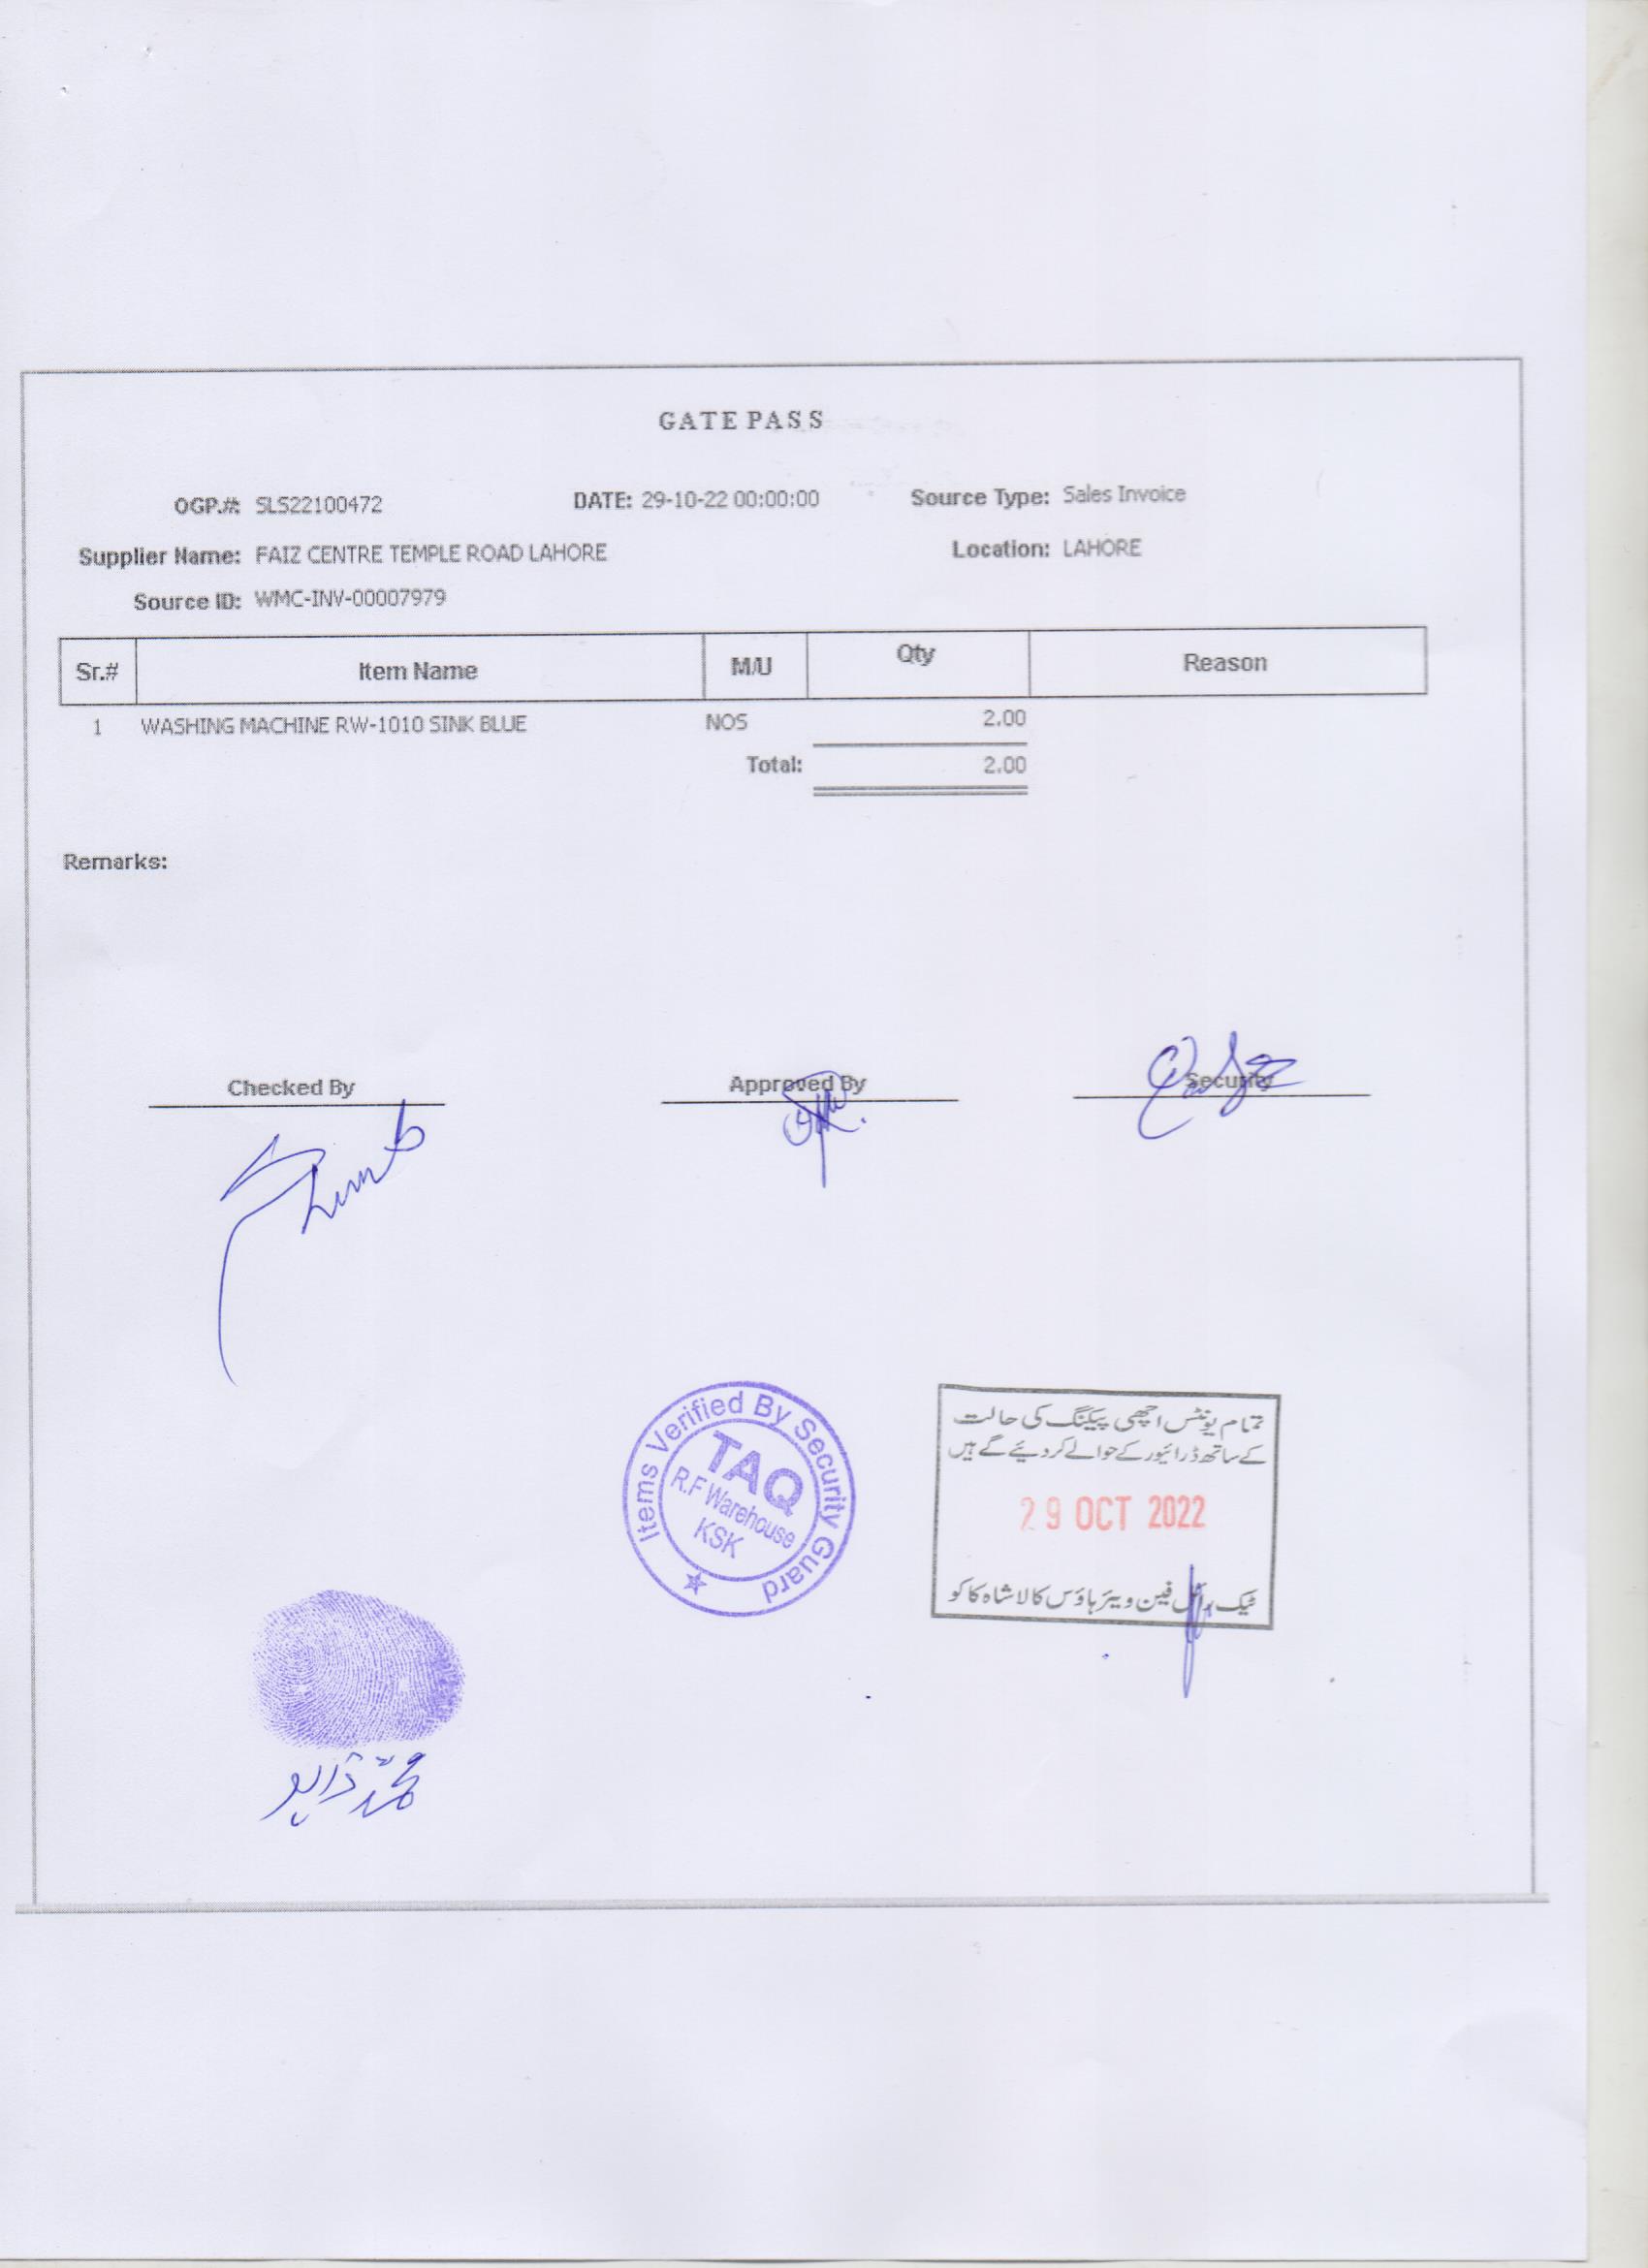 GATE PASS
OGP.#: SLS22100472 DATE: 29-10-22 00:00:00 Source Type: Sales Invoice
Supplier Name: FAIZ CENTRE TEMPLE ROAD LAHORE Location: LAHORE
Source ID: WMC-INV-00007979
Sr.# Item Name M/U Qty Reason
1 WASHING MACHINE RW-1010 SINK BLUE NOS 2.00
Total: 2.00
Remarks:
Checked By Approved By Security
Items Verified By Security Guard
TAQ
R.F Warehouse
KSK
تمام یونٹس اچھی پیکنگ کی حالت
کے ساتھ ڈرائیور کے حوالے کر دیئے گے ہیں
29 OCT 2022
ٹیک رائل فین ویئر ہاؤس کالا شاہ کاکو
محمد